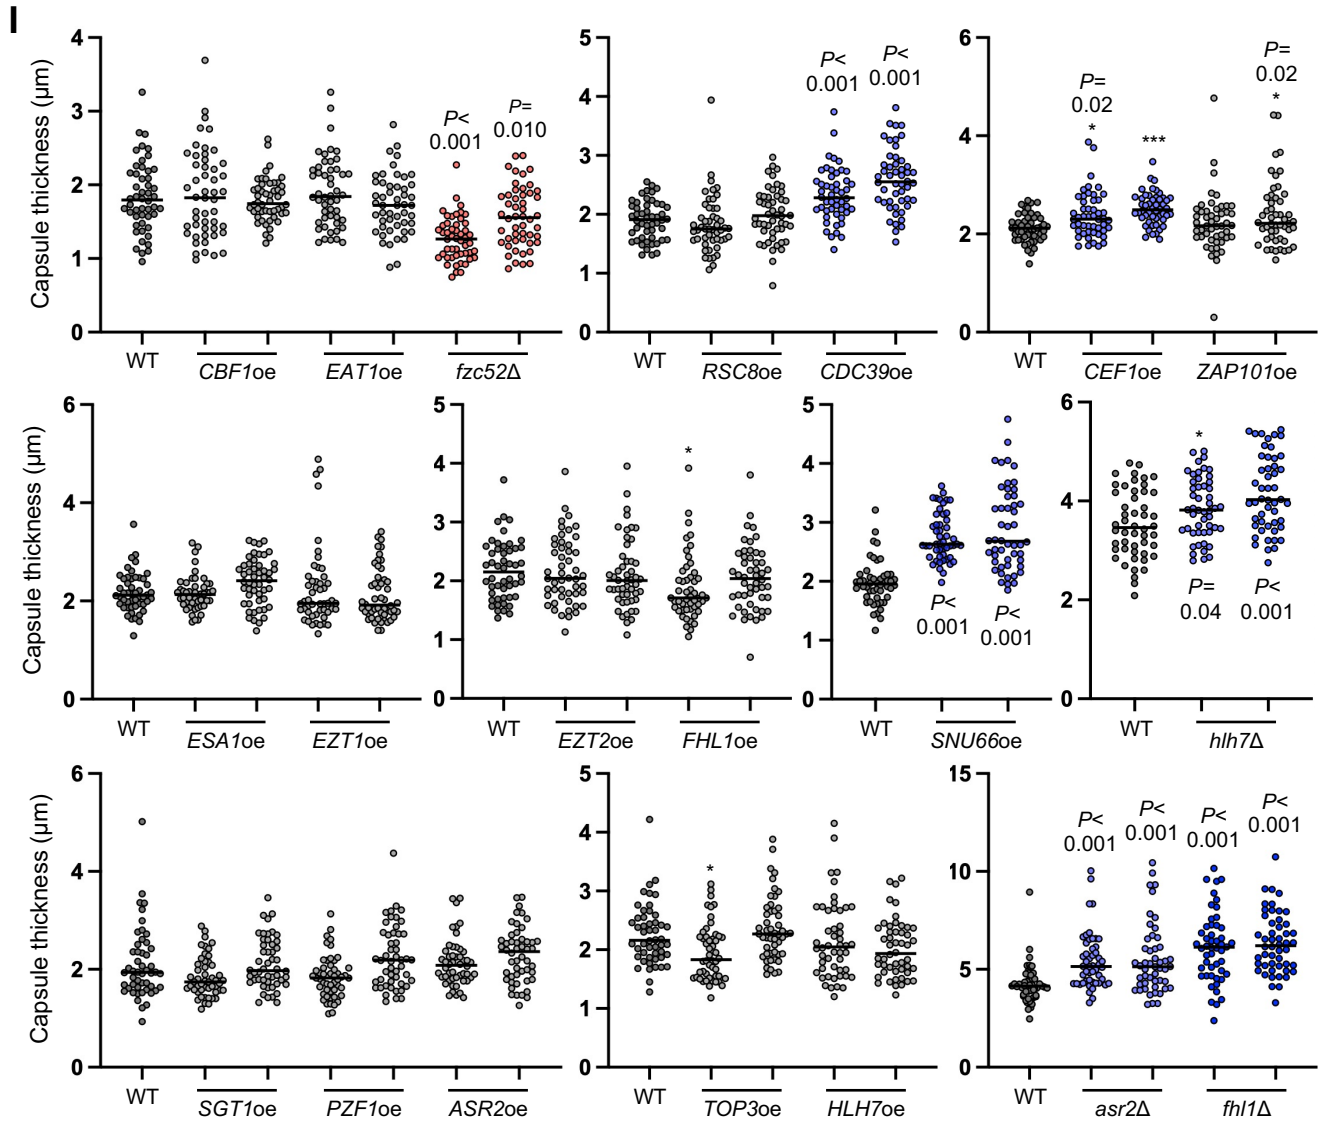 I
Capsule thickness (μm)
4
3
2
1
0
P<
0.001
P=
0.010
WT
CBF1oe
EAT1oe
fzc52Δ
5
4
3
2
1
0
P<
0.001
P<
0.001
WT
RSC8oe
CDC39oe
6
4
2
0
P=
0.02
*
***
P=
0.02
*
WT
CEF1oe
ZAP101oe
Capsule thickness (μm)
6
4
2
0
WT
ESA1oe
EZT1oe
5
4
3
2
1
0
*
WT
EZT2oe
FHL1oe
5
4
3
2
1
0
P<
0.001
P<
0.001
WT
SNU66oe
6
4
2
0
*
P=
0.04
P<
0.001
WT
hlh7Δ
Capsule thickness (μm)
6
4
2
0
WT
SGT1oe
PZF1oe
ASR2oe
5
4
3
2
1
0
*
WT
TOP3oe
HLH7oe
15
10
5
0
P<
0.001
P<
0.001
P<
0.001
P<
0.001
WT
asr2Δ
fhl1Δ